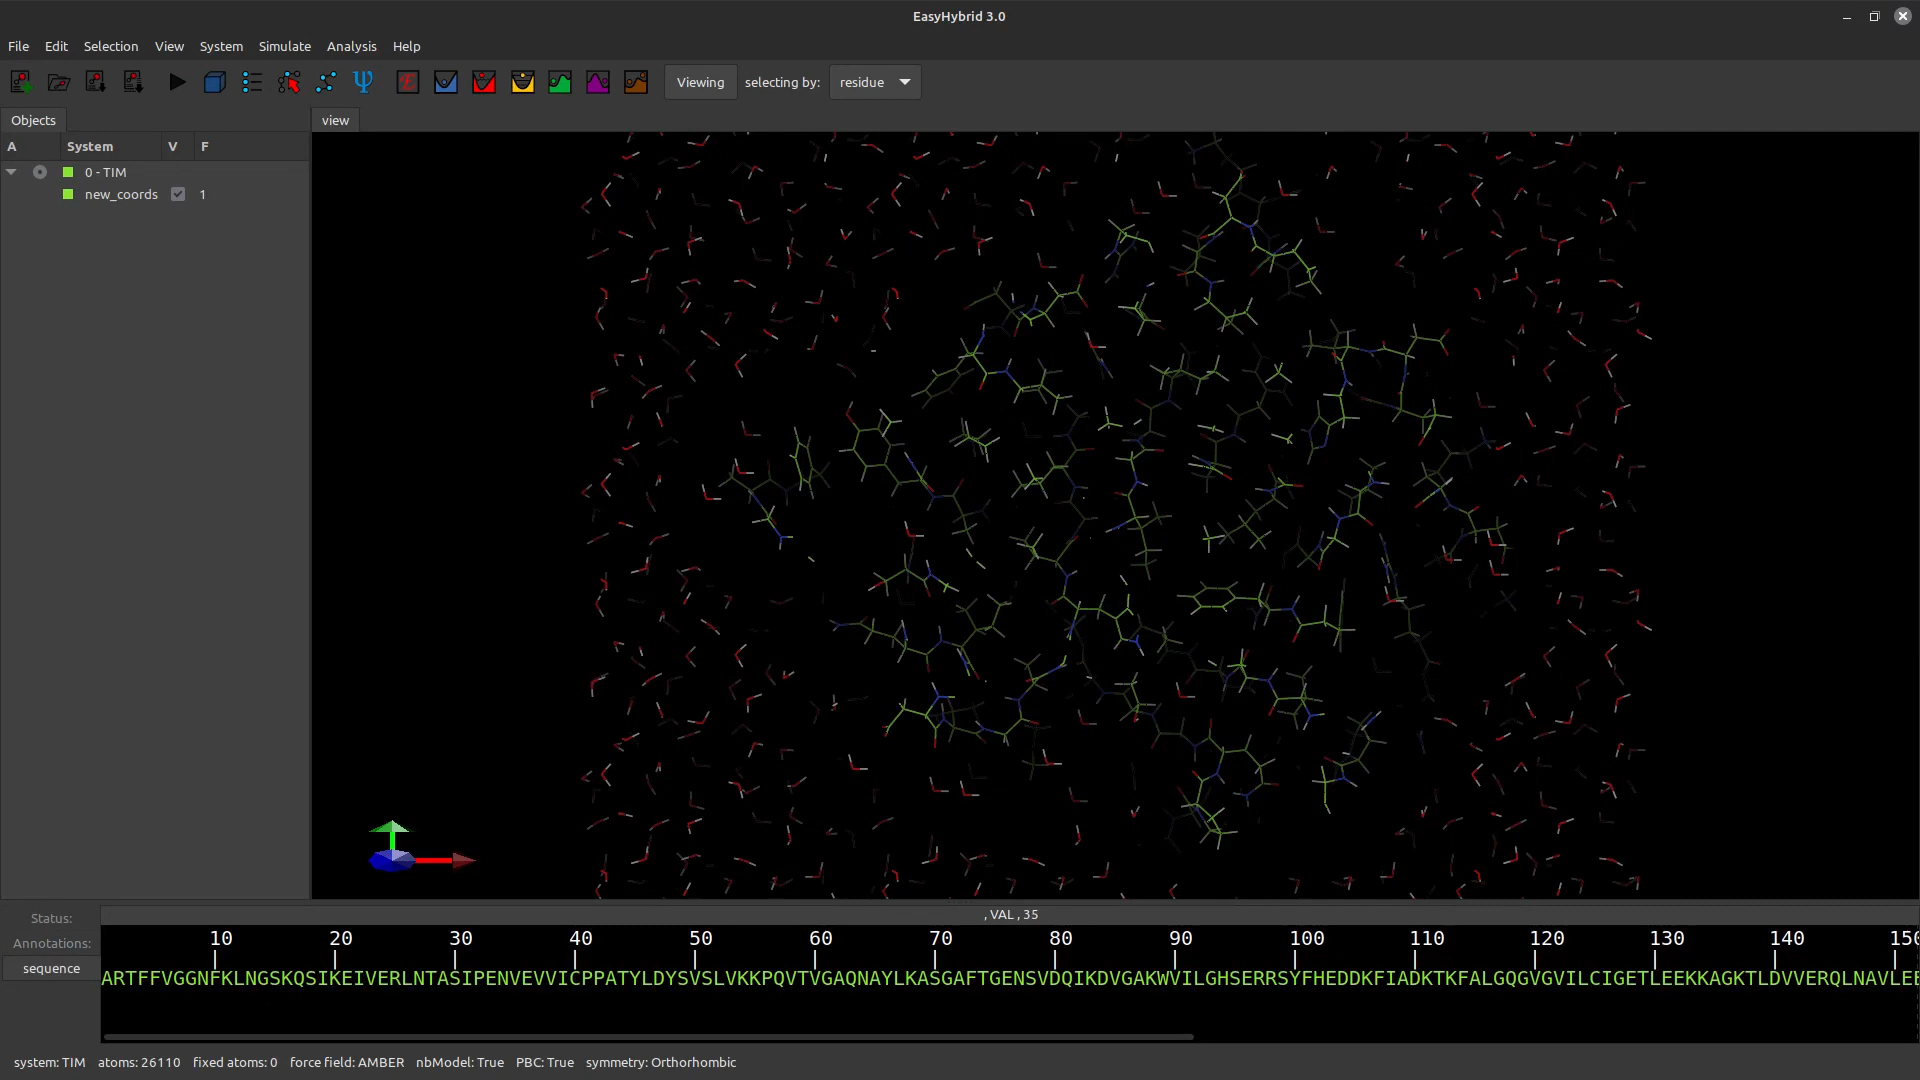 EasyHybrid 3.0
File Edit Selection View System Simulate Analysis Help
E Ψ Viewing selecting by: residue
Objects view
A System V F
0 - TIM
new_coords 1
Status: , VAL , 35
Annotations: 10 20 30 40 50 60 70 80 90 100 110 120 130 140 150
sequence ARTFFVGGNFKLNGSKQSIKEIVERLNTASIPENVEVVICPPATYLDYSVSLVKKPQVTVGAQNAYLKASGAFTGENSVDQIKDVGAKWVILGHSERRSYFHEDDKFIADKTKFALGQGVGVILCIGETLEEKKAGKTLDVVERQLNAVLEE
system: TIM atoms: 26110 fixed atoms: 0 force field: AMBER nbModel: True PBC: True symmetry: Orthorhombic